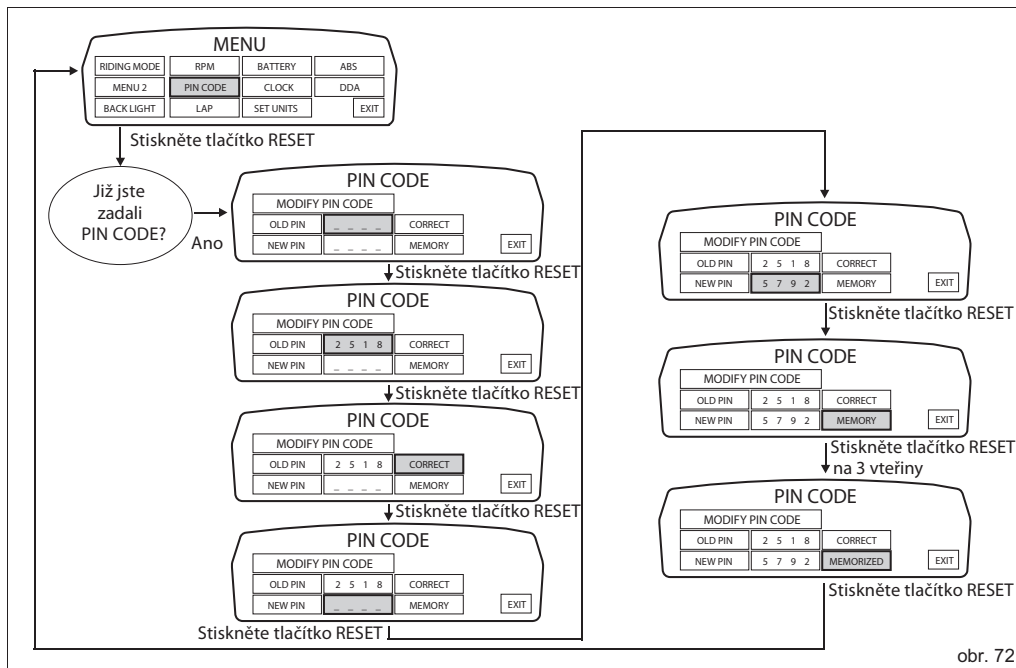 MENU
RIDING MODE RPM BATTERY ABS
MENU 2 PIN CODE CLOCK DDA
BACK LIGHT LAP SET UNITS EXIT
Stiskněte tlačítko RESET
Již jste
zadali
PIN CODE?
Ano
PIN CODE
MODIFY PIN CODE
OLD PIN _ _ _ _ CORRECT
NEW PIN _ _ _ _ MEMORY EXIT
Stiskněte tlačítko RESET
PIN CODE
MODIFY PIN CODE
OLD PIN 2 5 1 8 CORRECT
NEW PIN _ _ _ _ MEMORY EXIT
Stiskněte tlačítko RESET
PIN CODE
MODIFY PIN CODE
OLD PIN 2 5 1 8 CORRECT
NEW PIN _ _ _ _ MEMORY EXIT
Stiskněte tlačítko RESET
PIN CODE
MODIFY PIN CODE
OLD PIN 2 5 1 8 CORRECT
NEW PIN _ _ _ _ MEMORY EXIT
Stiskněte tlačítko RESET
PIN CODE
MODIFY PIN CODE
OLD PIN 2 5 1 8 CORRECT
NEW PIN 5 7 9 2 MEMORY EXIT
Stiskněte tlačítko RESET
PIN CODE
MODIFY PIN CODE
OLD PIN 2 5 1 8 CORRECT
NEW PIN 5 7 9 2 MEMORY EXIT
Stiskněte tlačítko RESET
na 3 vteřiny
PIN CODE
MODIFY PIN CODE
OLD PIN 2 5 1 8 CORRECT
NEW PIN 5 7 9 2 MEMORIZED EXIT
Stiskněte tlačítko RESET
obr. 72